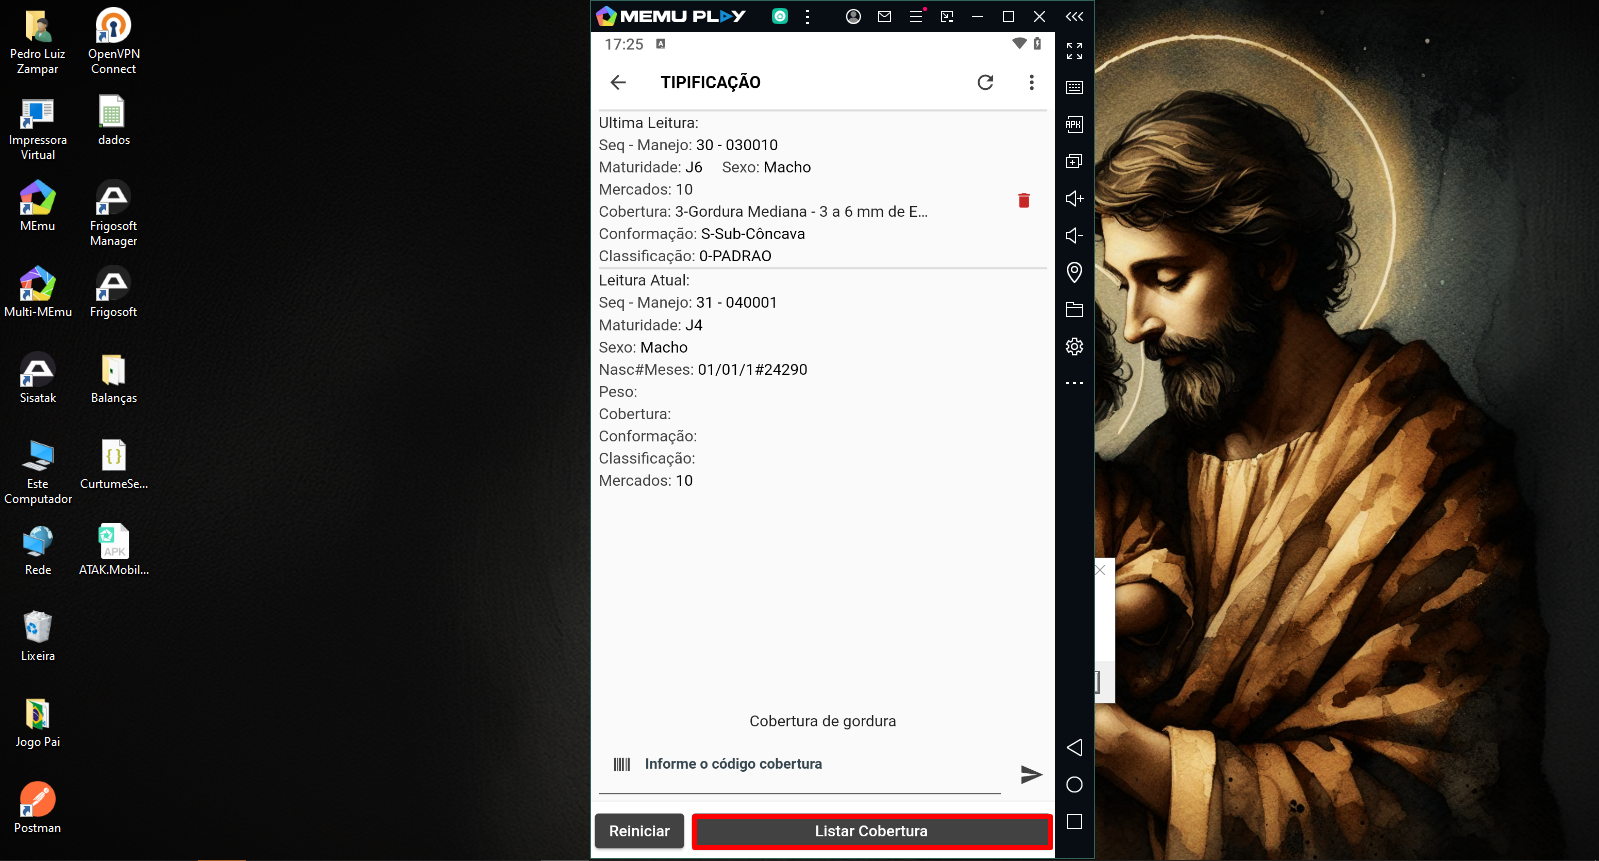 Pedro Luiz
Zampar
OpenVPN
Connect
Impressora
Virtual
dados
MEmu
Frigosoft
Manager
Multi-MEmu
Frigosoft
Sisatak
Balanças
Este
Computador
CurtumeSe...
Rede
APK
ATAK.Mobil...
Lixeira
Jogo Pai
Postman
MEMU PLAY
17:25 A
TIPIFICAÇÃO
Ultima Leitura:
Seq - Manejo: 30 - 030010
Maturidade: J6 Sexo: Macho
Mercados: 10
Cobertura: 3-Gordura Mediana - 3 a 6 mm de E...
Conformação: S-Sub-Côncava
Classificação: 0-PADRAO
Leitura Atual:
Seq - Manejo: 31 - 040001
Maturidade: J4
Sexo: Macho
Nasc#Meses: 01/01/1#24290
Peso:
Cobertura:
Conformação:
Classificação:
Mercados: 10
Cobertura de gordura
Informe o código cobertura
Reiniciar
Listar Cobertura
APK